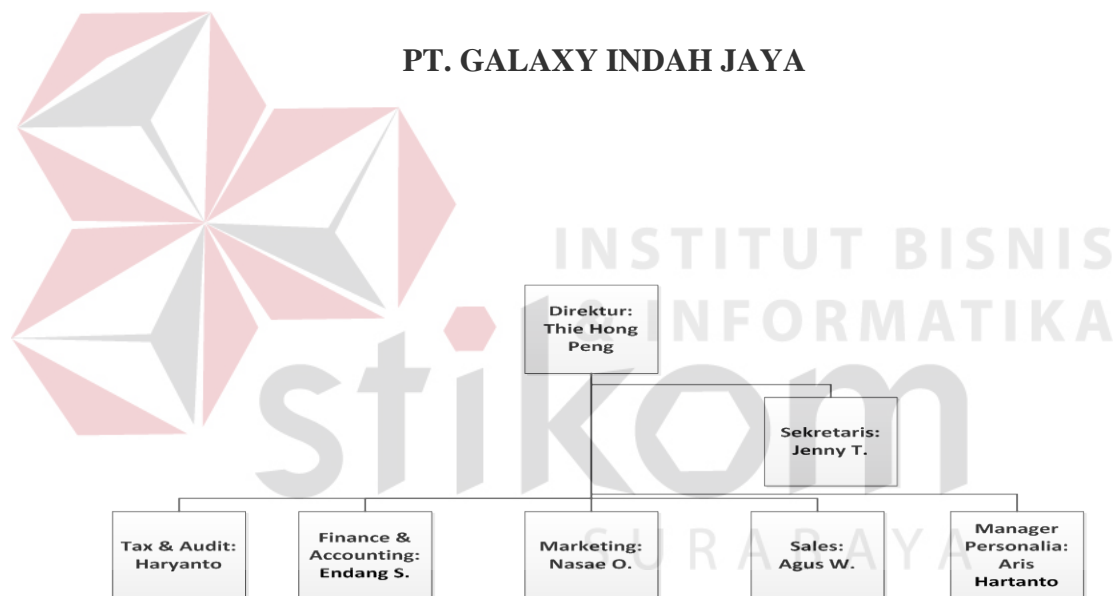 PT. GALAXY INDAH JAYA
INSTITUT BISNIS
& INFORMATIKA
stikom
SURABAYA
Direktur:
Thie Hong
Peng
Sekretaris:
Jenny T.
Tax & Audit:
Haryanto
Finance &
Accounting:
Endang S.
Marketing:
Nasae O.
Sales:
Agus W.
Manager
Personalia:
Aris
Hartanto